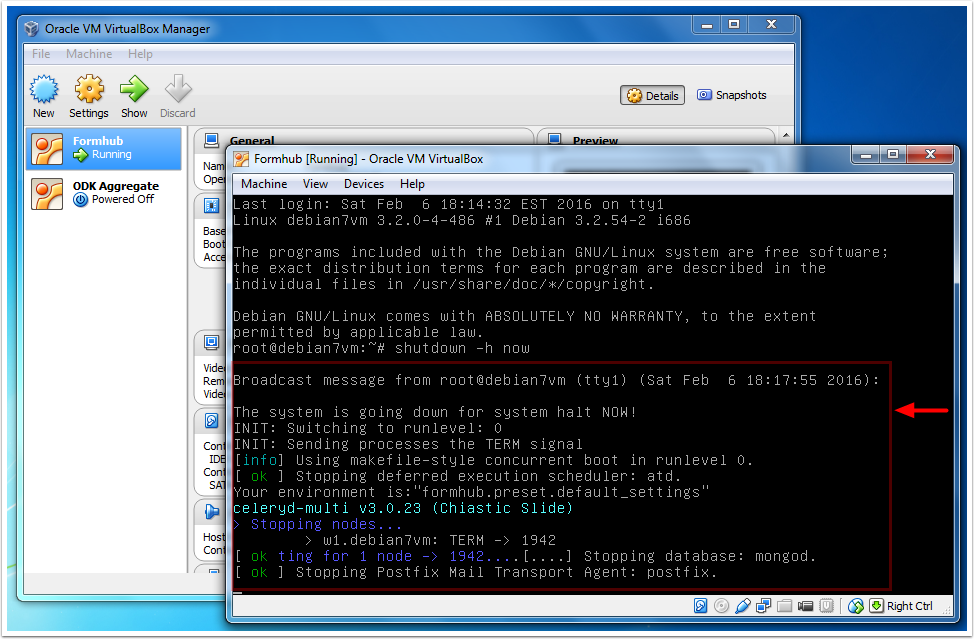 Oracle VM VirtualBox Manager
File Machine Help
New Settings Show Discard
Details Snapshots
Formhub
Running
ODK Aggregate
Powered Off
General
Preview
Nam
Oper
Base
Boot
Acce
Video
Rem
Video
Cont
IDE
Cont
SAT
Host
Cont
Formhub [Running] - Oracle VM VirtualBox
Machine View Devices Help
Last login: Sat Feb  6 18:14:32 EST 2016 on tty1
Linux debian7vm 3.2.0-4-486 #1 Debian 3.2.54-2 i686
The programs included with the Debian GNU/Linux system are free software;
the exact distribution terms for each program are described in the
individual files in /usr/share/doc/*/copyright.
Debian GNU/Linux comes with ABSOLUTELY NO WARRANTY, to the extent
permitted by applicable law.
root@debian7vm:~# shutdown -h now
Broadcast message from root@debian7vm (tty1) (Sat Feb  6 18:17:55 2016):
The system is going down for system halt NOW!
INIT: Switching to runlevel: 0
INIT: Sending processes the TERM signal
[info] Using makefile-style concurrent boot in runlevel 0.
[ ok ] Stopping deferred execution scheduler: atd.
Your environment is:"formhub.preset.default_settings"
celeryd-multi v3.0.23 (Chiastic Slide)
> Stopping nodes...
> w1.debian7vm: TERM -> 1942
[ ok ting for 1 node -> 1942....[....] Stopping database: mongod.
[ ok ] Stopping Postfix Mail Transport Agent: postfix.
Right Ctrl